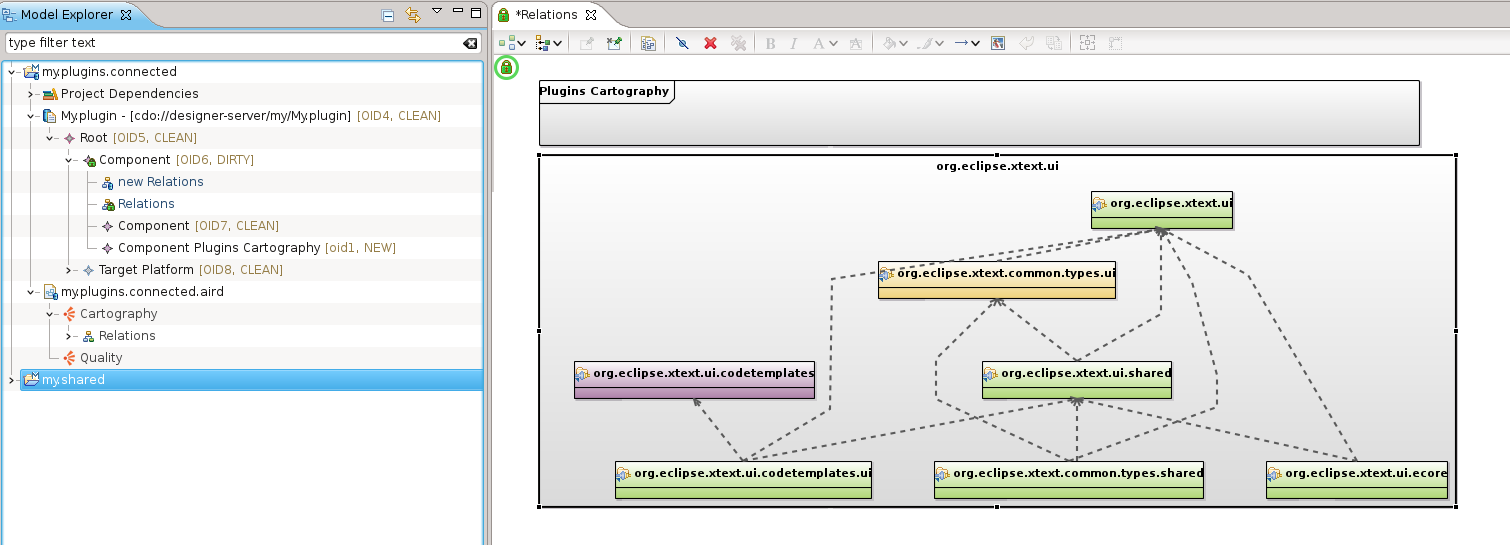 Model Explorer
type filter text
my.plugins.connected
Project Dependencies
My.plugin - [cdo://designer-server/my/My.plugin] [OID4, CLEAN]
Root [OID5, CLEAN]
Component [OID6, DIRTY]
new Relations
Relations
Component [OID7, CLEAN]
Component Plugins Cartography [oid1, NEW]
Target Platform [OID8, CLEAN]
my.plugins.connected.aird
Cartography
Relations
Quality
my.shared
*Relations
B I A A
Plugins Cartography
org.eclipse.xtext.ui
org.eclipse.xtext.ui
org.eclipse.xtext.common.types.ui
org.eclipse.xtext.ui.codetemplates
org.eclipse.xtext.ui.shared
org.eclipse.xtext.ui.codetemplates.ui
org.eclipse.xtext.common.types.shared
org.eclipse.xtext.ui.ecore